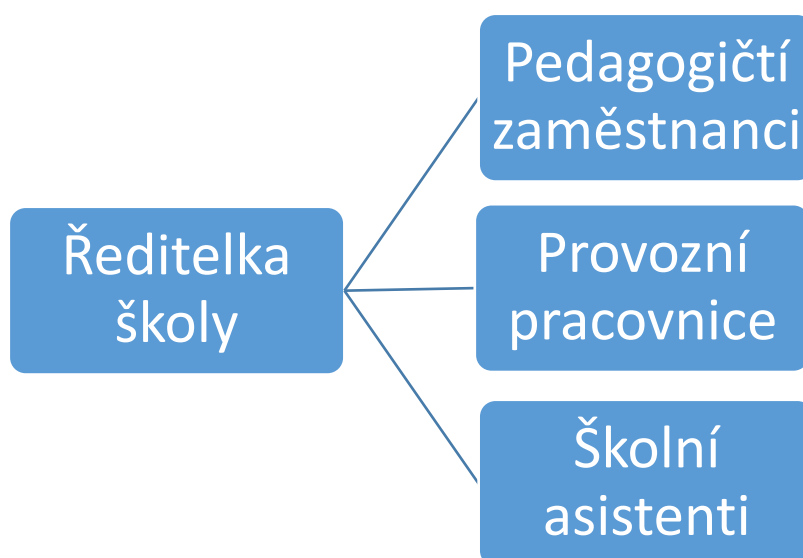 Ředitelka
školy
Pedagogičtí
zaměstnanci
Provozní
pracovnice
Školní
asistenti